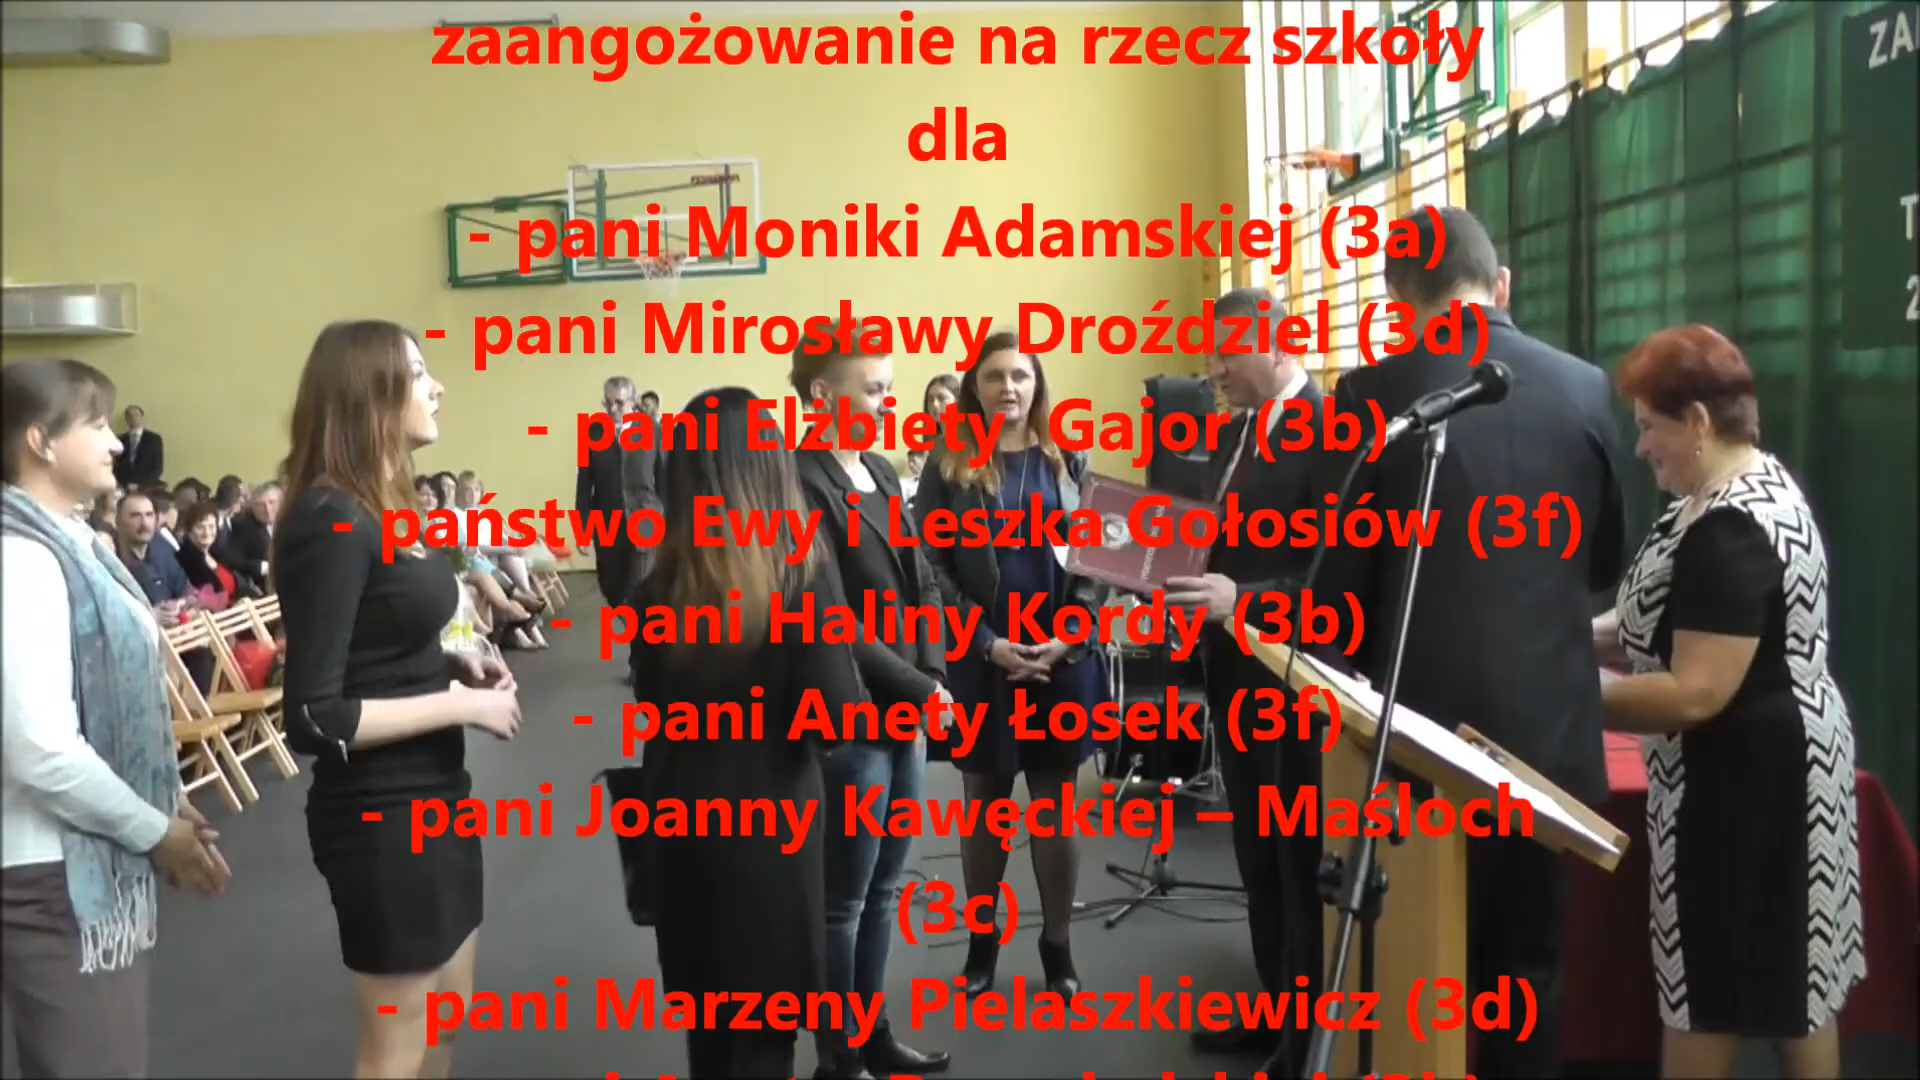 zaangożowanie na rzecz szkoły
dla
- pani Moniki Adamskiej (3a)
- pani Mirosławy Droździel (3d)
- pani Elżbiety Gajor (3b)
- państwo Ewy i Leszka Gołosiów (3f)
- pani Haliny Kordy (3b)
- pani Anety Łosek (3f)
- pani Joanny Kawęckiej – Maśloch
(3c)
- pani Marzeny Pielaszkiewicz (3d)
ZA
T
2